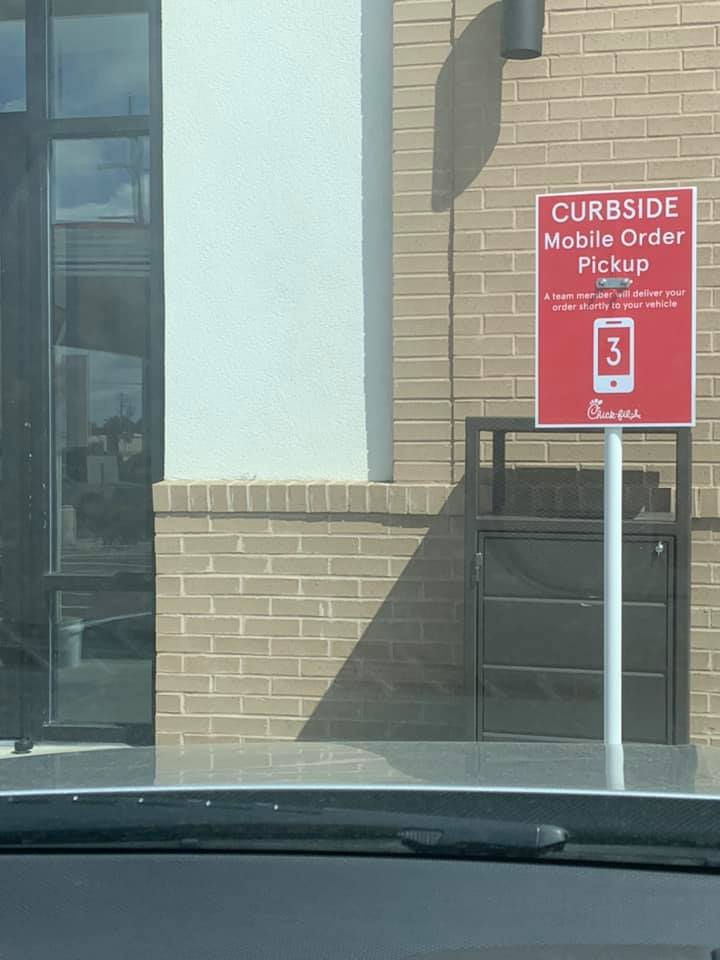 CURBSIDE
Mobile Order
Pickup
A team member will deliver your
order shortly to your vehicle
3
Chick-fil-A